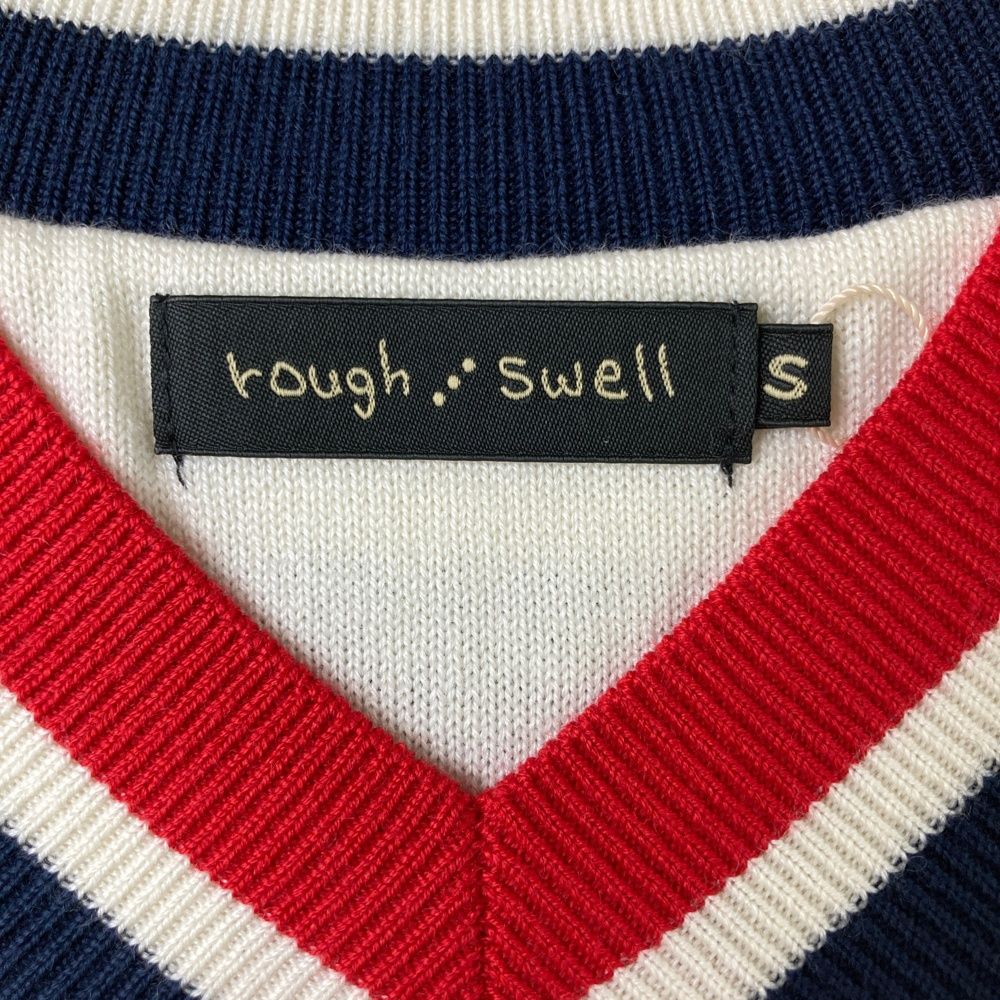 rough ⋰ swell
S